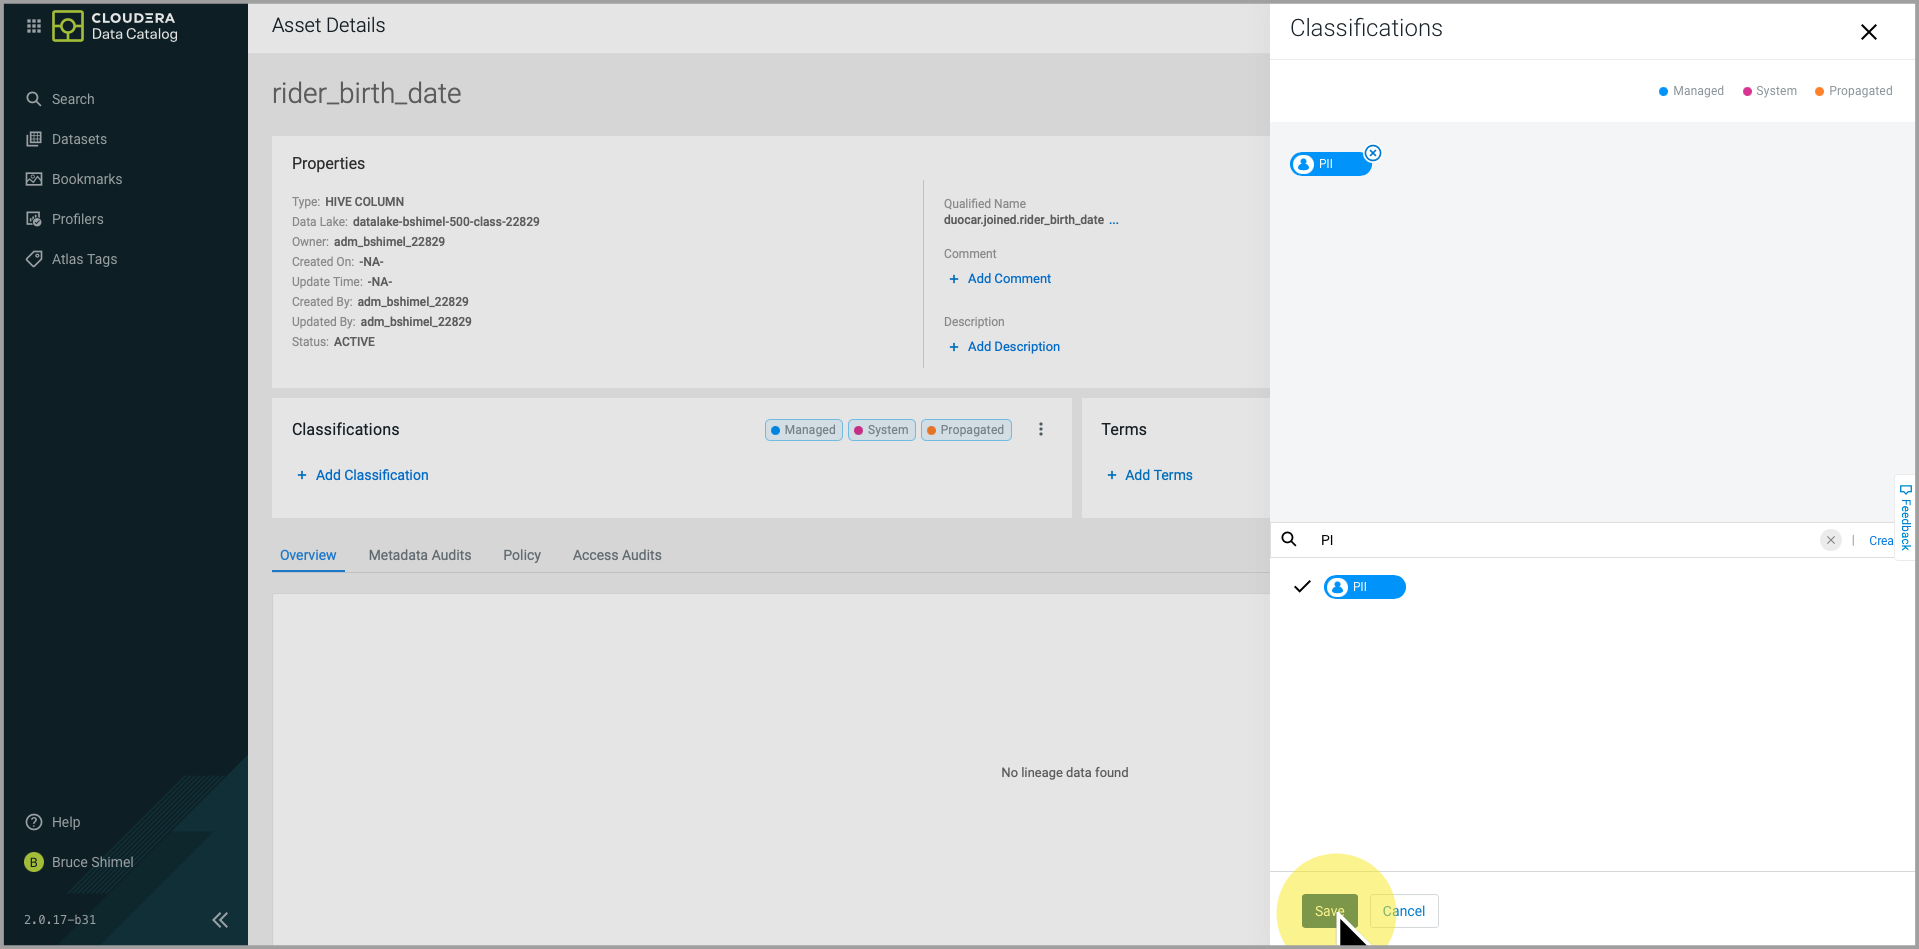 CLOUDERA
Data Catalog
Search
Datasets
Bookmarks
Profilers
Atlas Tags
Help
B Bruce Shimel
2.0.17-b31
Asset Details
rider_birth_date
Properties
Type: HIVE COLUMN
Data Lake: datalake-bshimel-500-class-22829
Owner: adm_bshimel_22829
Created On: -NA-
Update Time: -NA-
Created By: adm_bshimel_22829
Updated By: adm_bshimel_22829
Status: ACTIVE
Qualified Name
duocar.joined.rider_birth_date ...
Comment
+ Add Comment
Description
+ Add Description
Classifications Managed System Propagated
+ Add Classification
Terms
+ Add Terms
Overview Metadata Audits Policy Access Audits
No lineage data found
Classifications
Managed System Propagated
PII
PI | Crea
PII
Feedback
Save Cancel